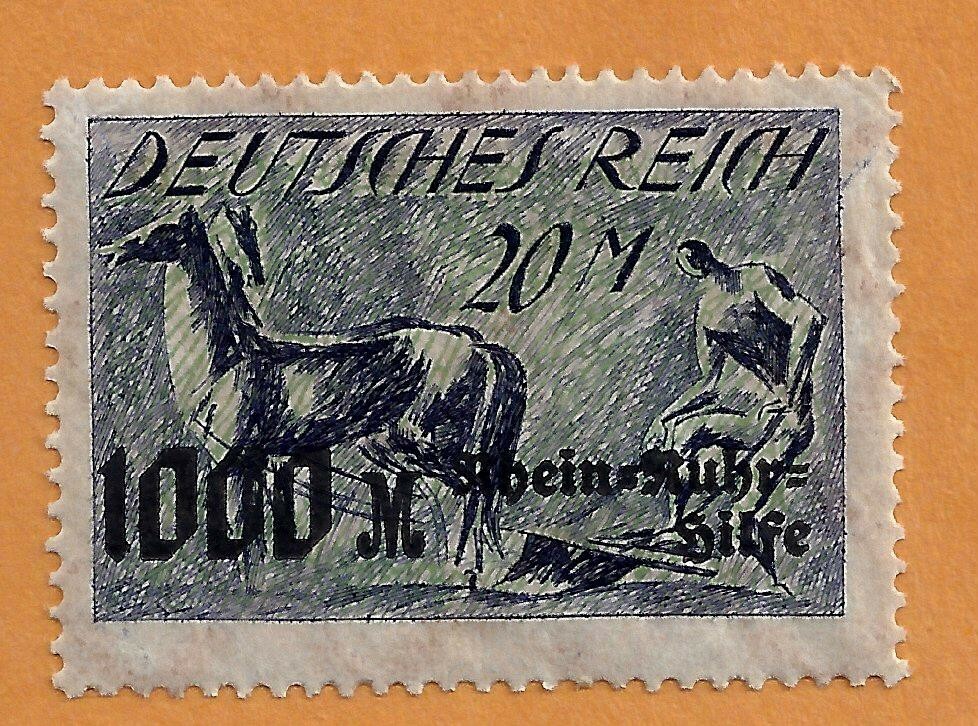 DEUTSCHES REICH
20 M
1000 M
Rhein-Ruhr-
Hilfe